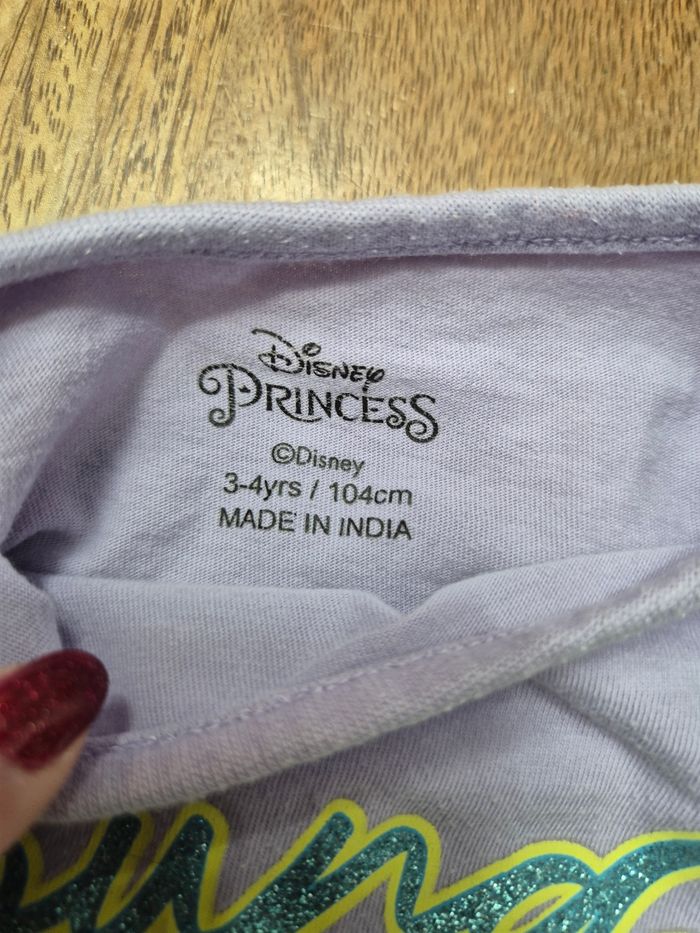 Disney
PRINCESS
©Disney
3-4yrs / 104cm
MADE IN INDIA